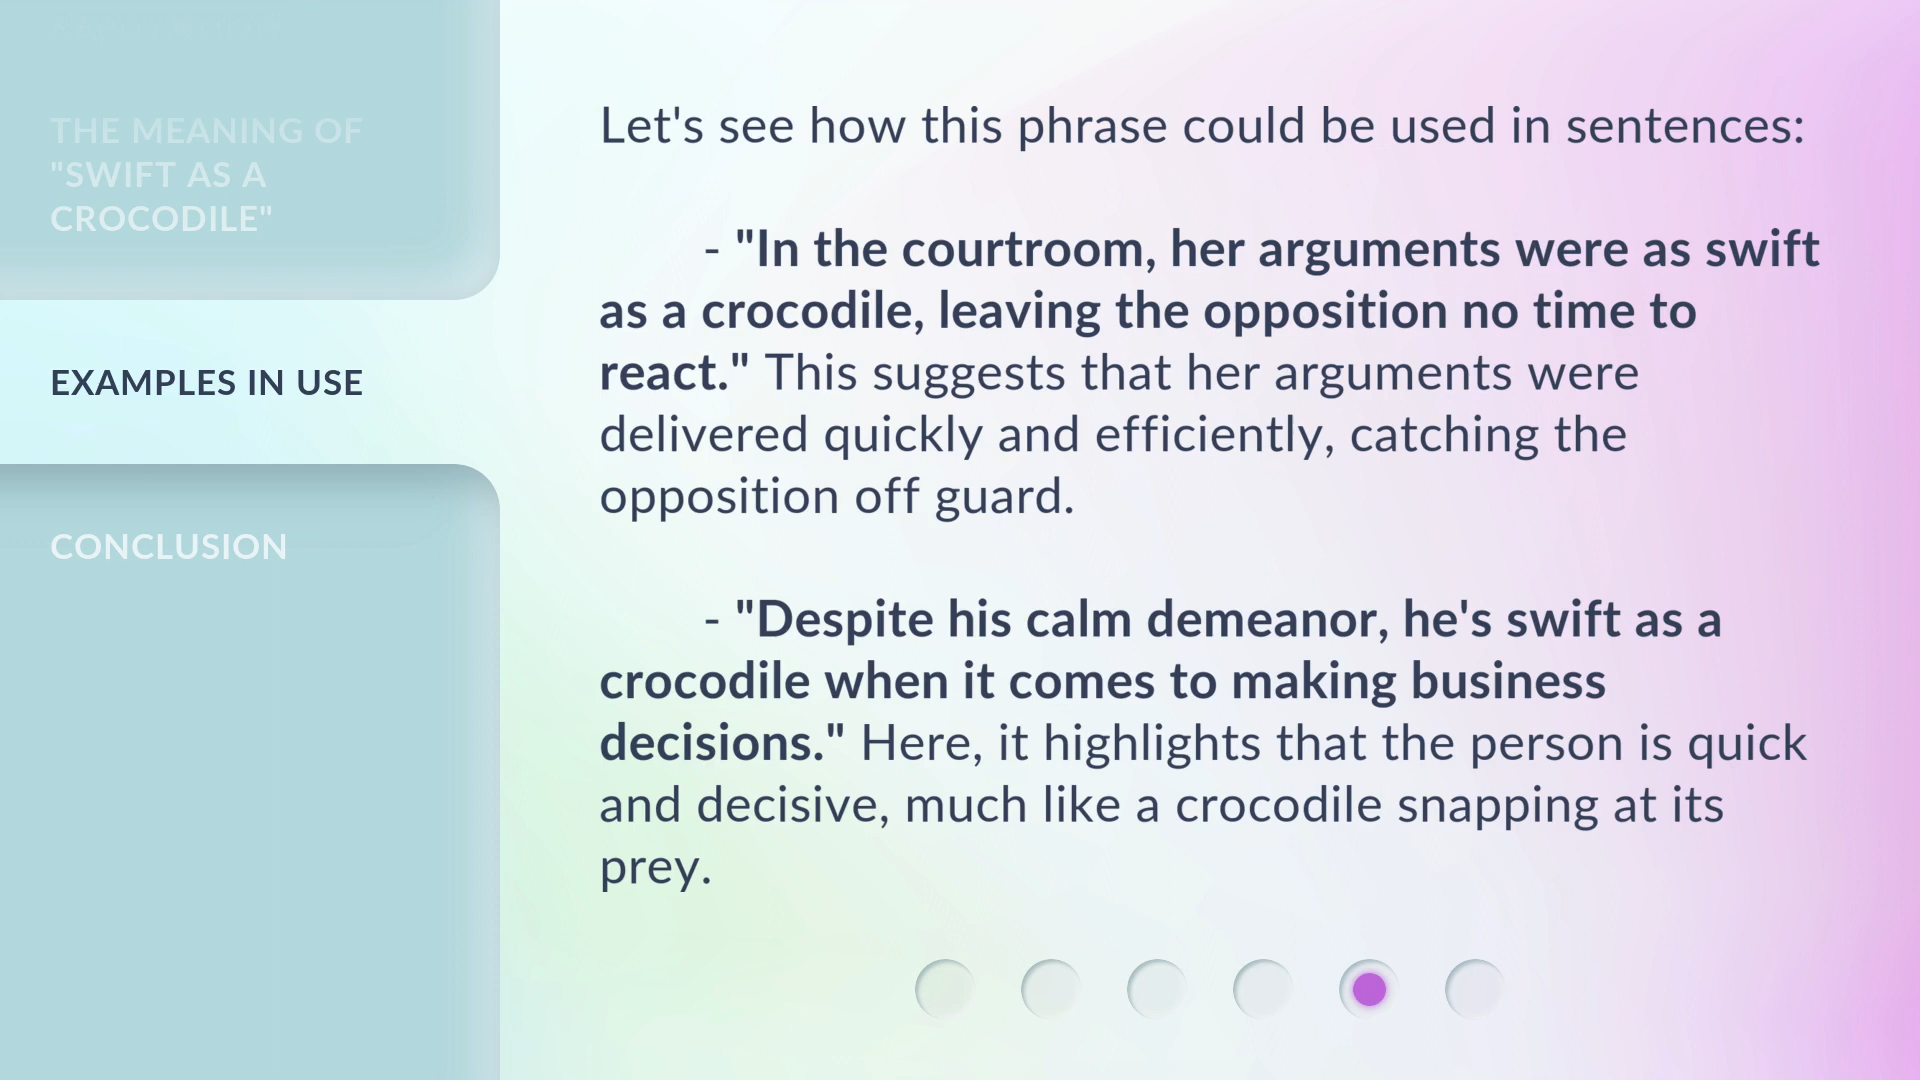 THE MEANING OF
"SWIFT AS A
CROCODILE"
EXAMPLES IN USE
CONCLUSION
Let's see how this phrase could be used in sentences:
- "In the courtroom, her arguments were as swift
as a crocodile, leaving the opposition no time to
react." This suggests that her arguments were
delivered quickly and efficiently, catching the
opposition off guard.
- "Despite his calm demeanor, he's swift as a
crocodile when it comes to making business
decisions." Here, it highlights that the person is quick
and decisive, much like a crocodile snapping at its
prey.